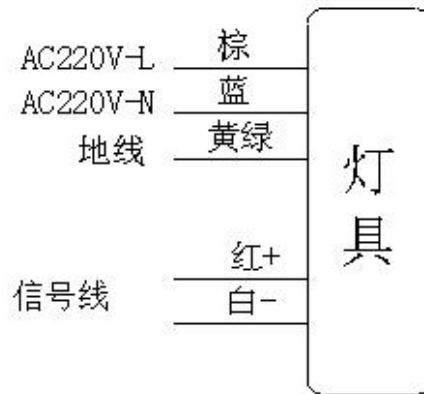 AC220V-L 棕
AC220V-N 蓝
地线 黄绿
灯具
红+
信号线 白-